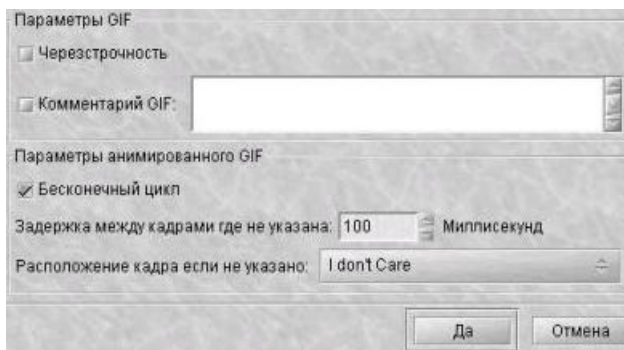 Параметры GIF
Черезстрочность
Комментарий GIF:
Параметры анимированного GIF
Бесконечный цикл
Задержка между кадрами где не указана: 100 Миллисекунд
Расположение кадра если не указано: I don't Care
Да Отмена